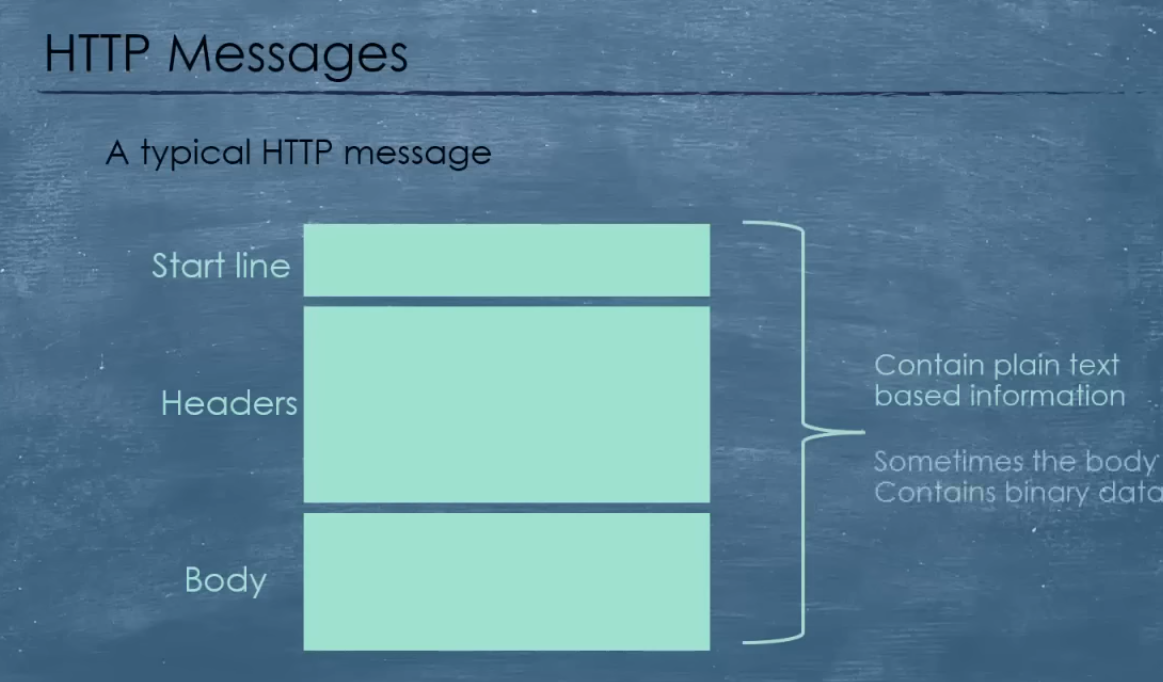 HTTP Messages
A typical HTTP message
Start line
Headers
Body
Contain plain text
based information
Sometimes the body
Contains binary data